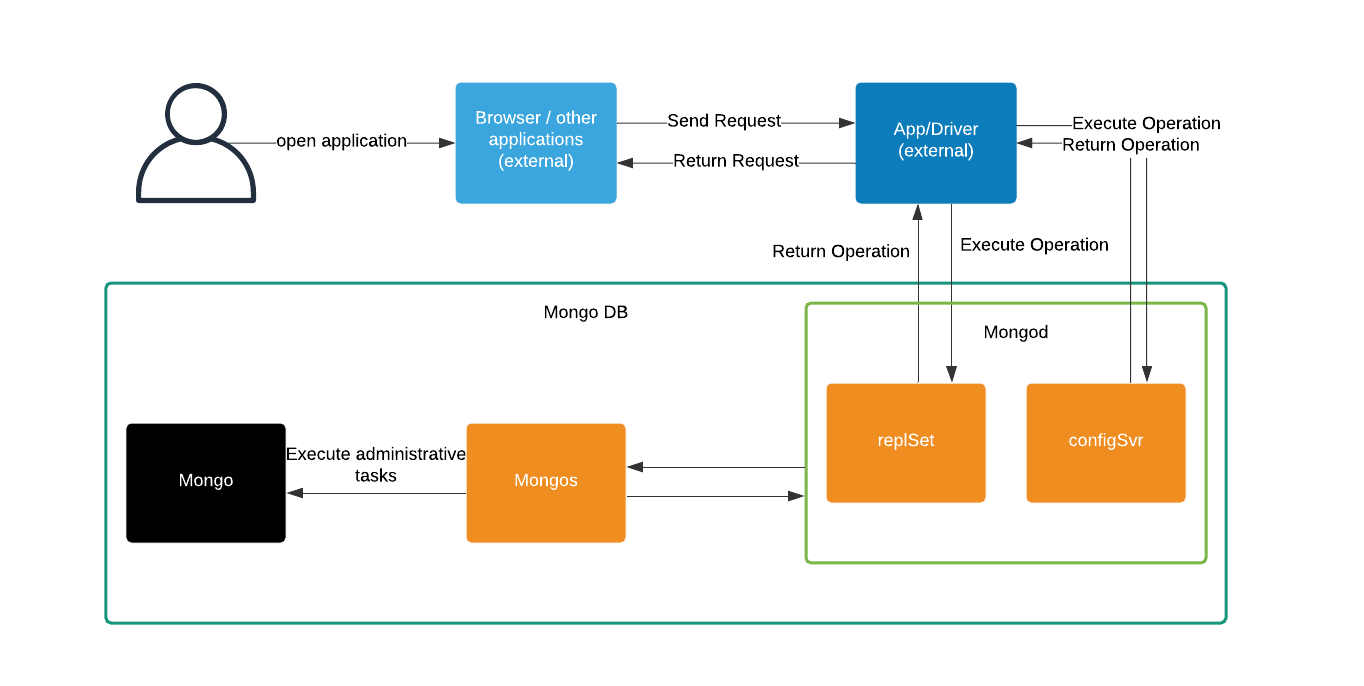 open application
Browser / other
applications
(external)
Send Request
Return Request
App/Driver
(external)
Execute Operation
Return Operation
Return Operation
Execute Operation
Mongo DB
Mongod
replSet
configSvr
Mongo
Execute administrative
tasks
Mongos